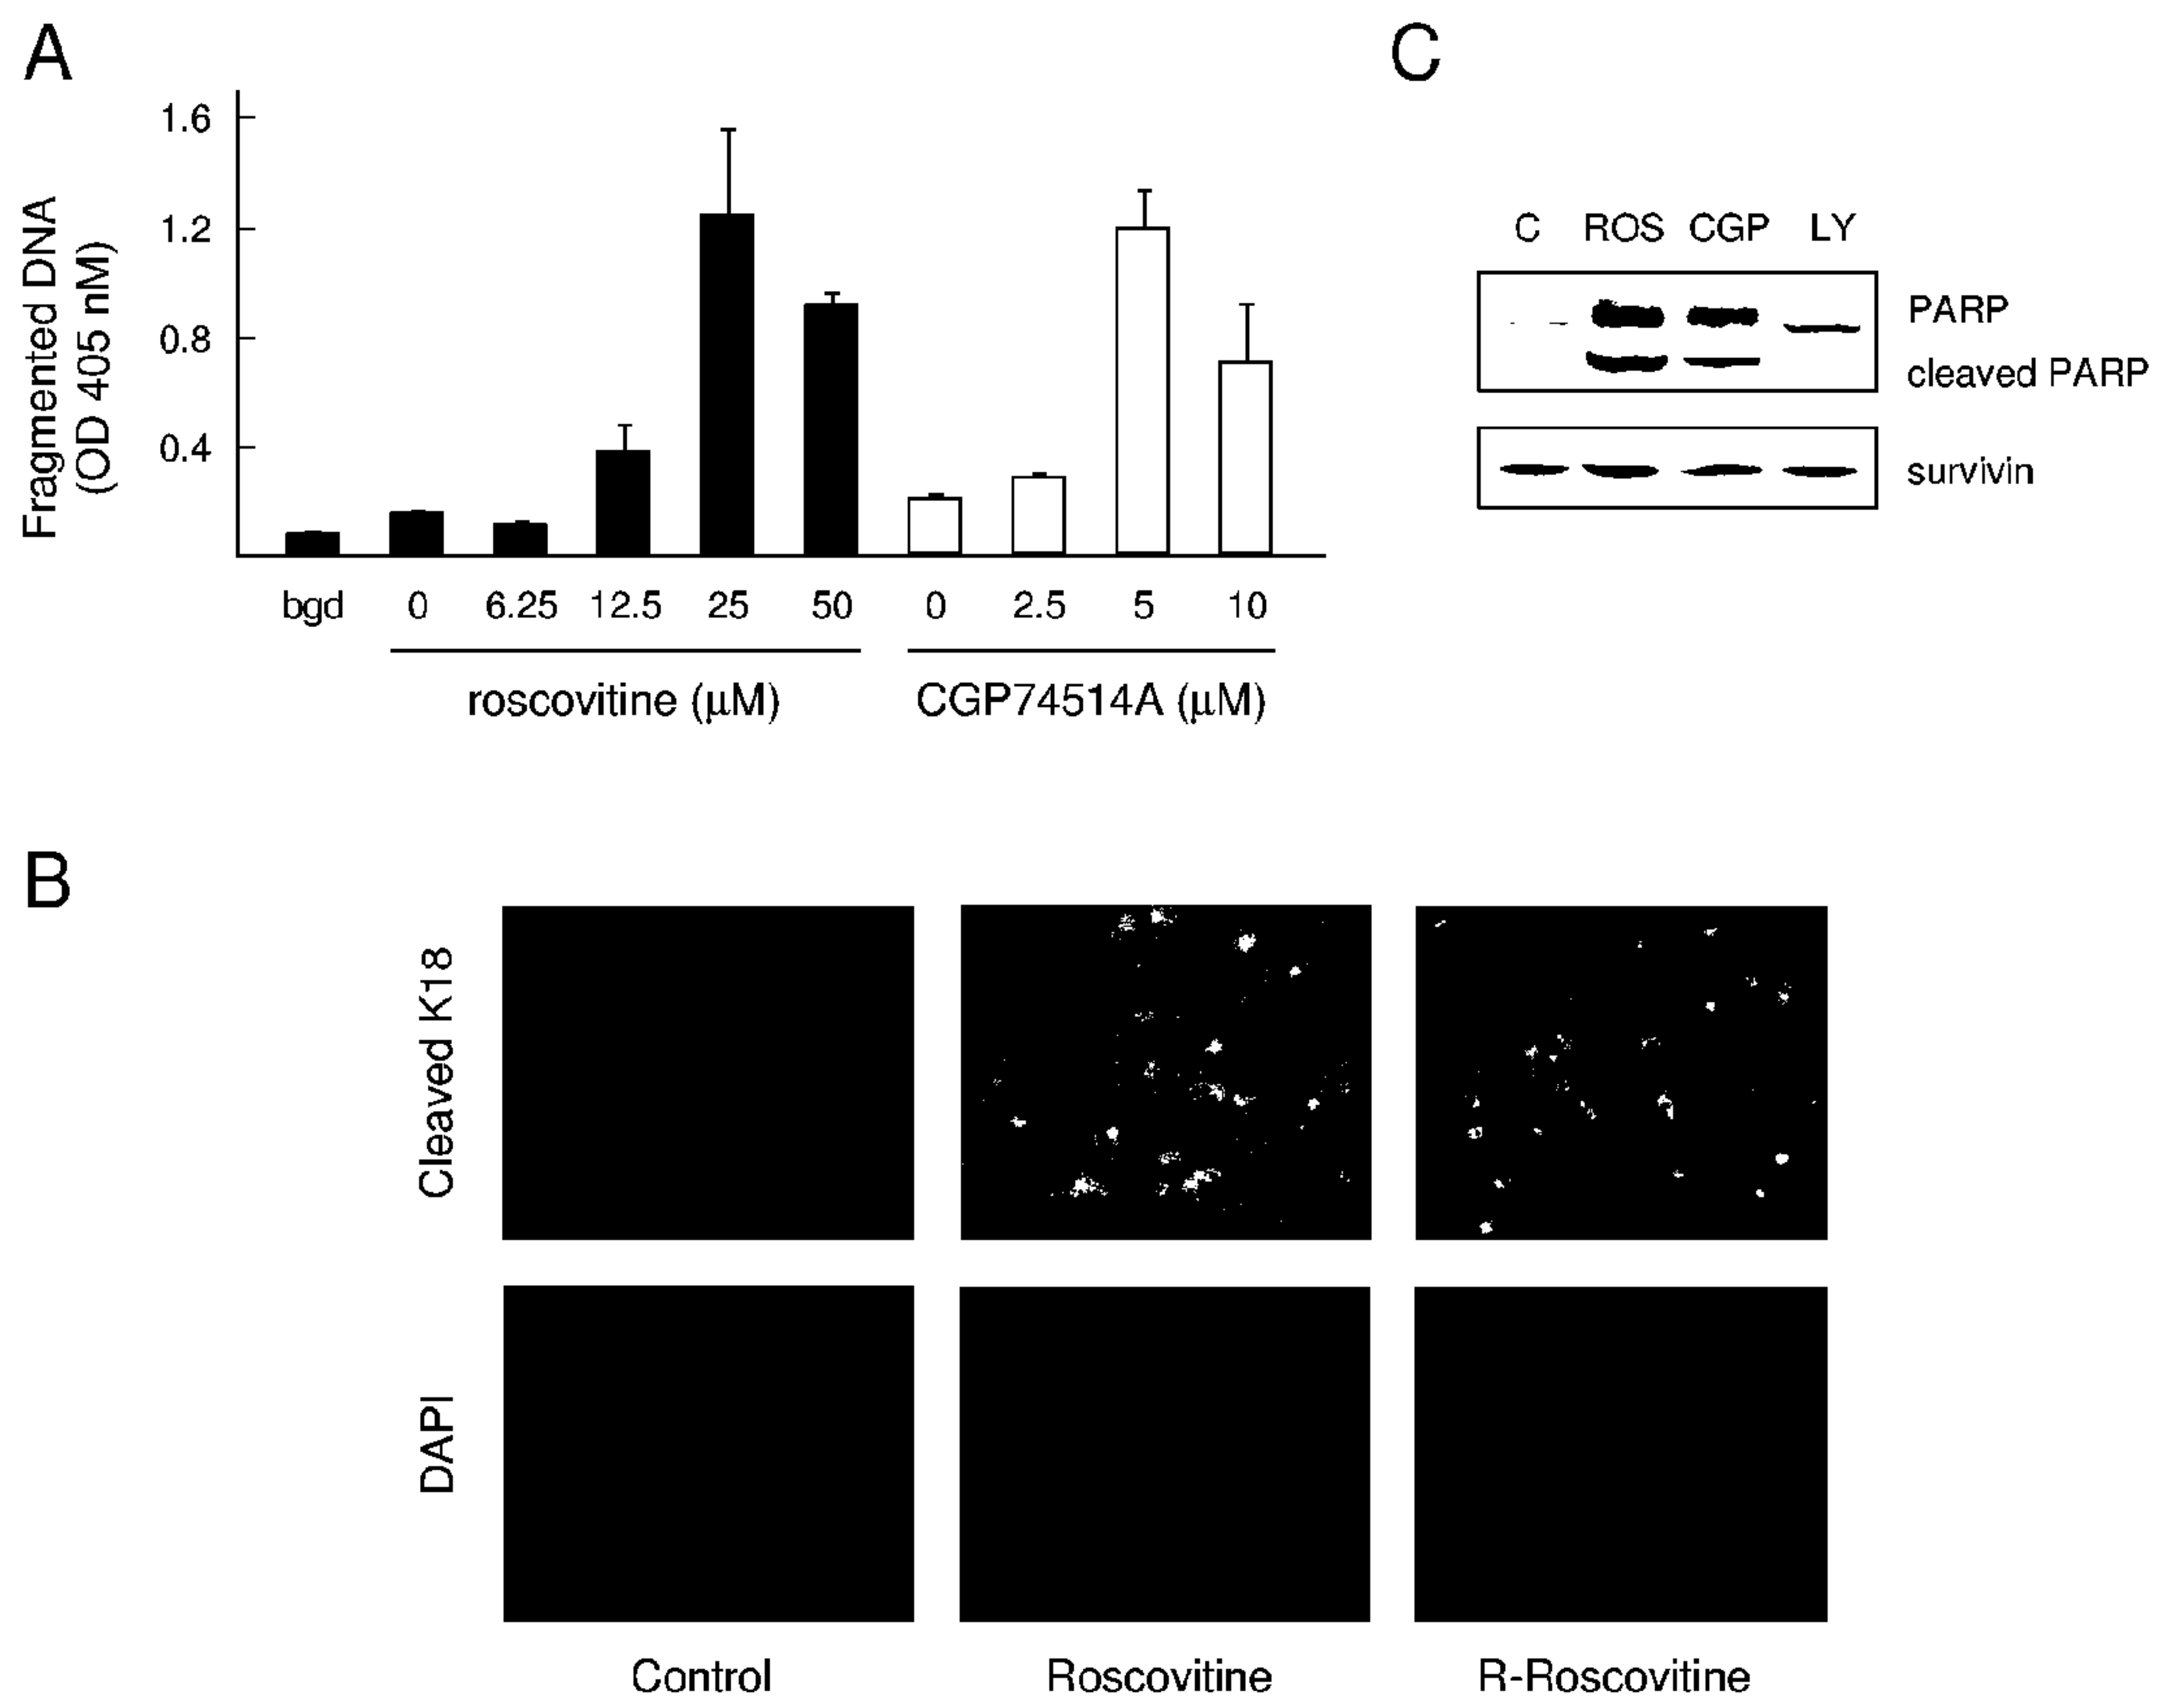 A
Fragmented DNA
(OD 405 nM)
1.6
1.2
0.8
0.4
bgd 0 6.25 12.5 25 50 0 2.5 5 10
roscovitine (μM) CGP74514A (μM)
C
C ROS CGP LY
PARP
cleaved PARP
survivin
B
Cleaved K18
DAPI
Control Roscovitine R-Roscovitine